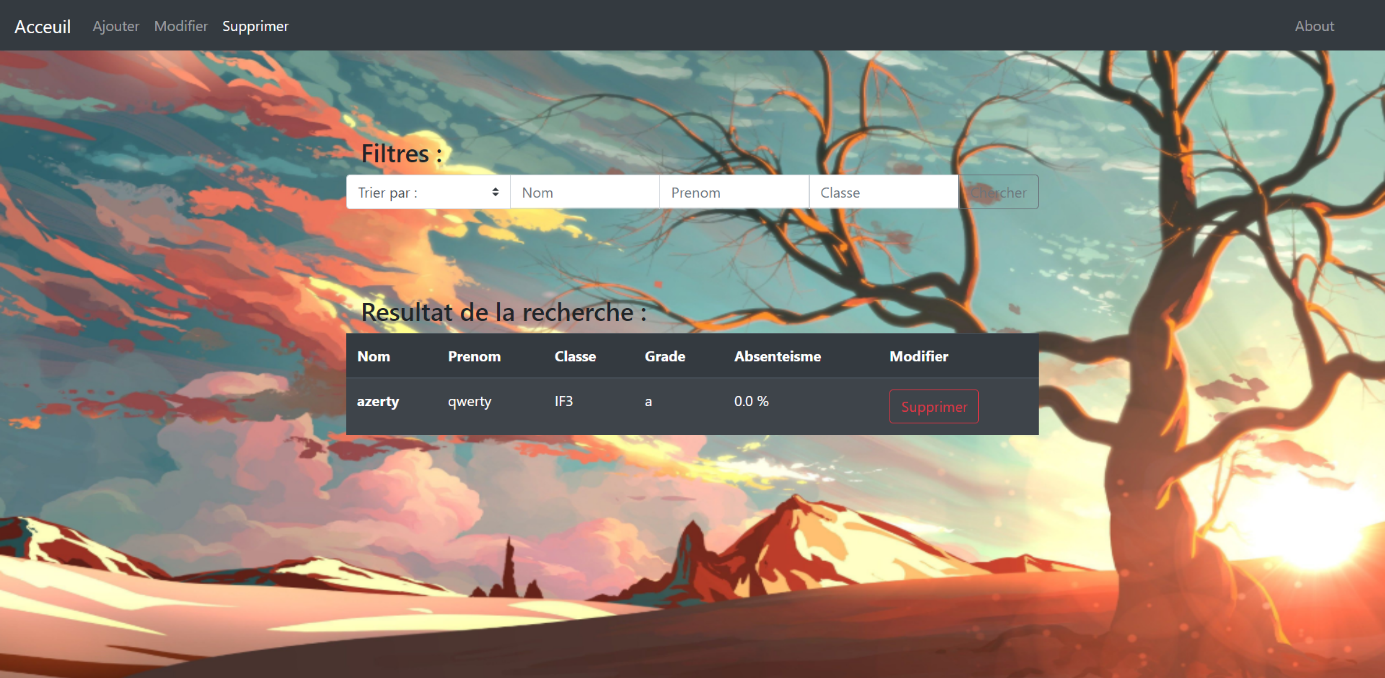 Acceuil Ajouter Modifier Supprimer About
Filtres :
Trier par : Nom Prenom Classe Chercher
Resultat de la recherche :
Nom Prenom Classe Grade Absenteisme Modifier
azerty qwerty IF3 a 0.0 % Supprimer